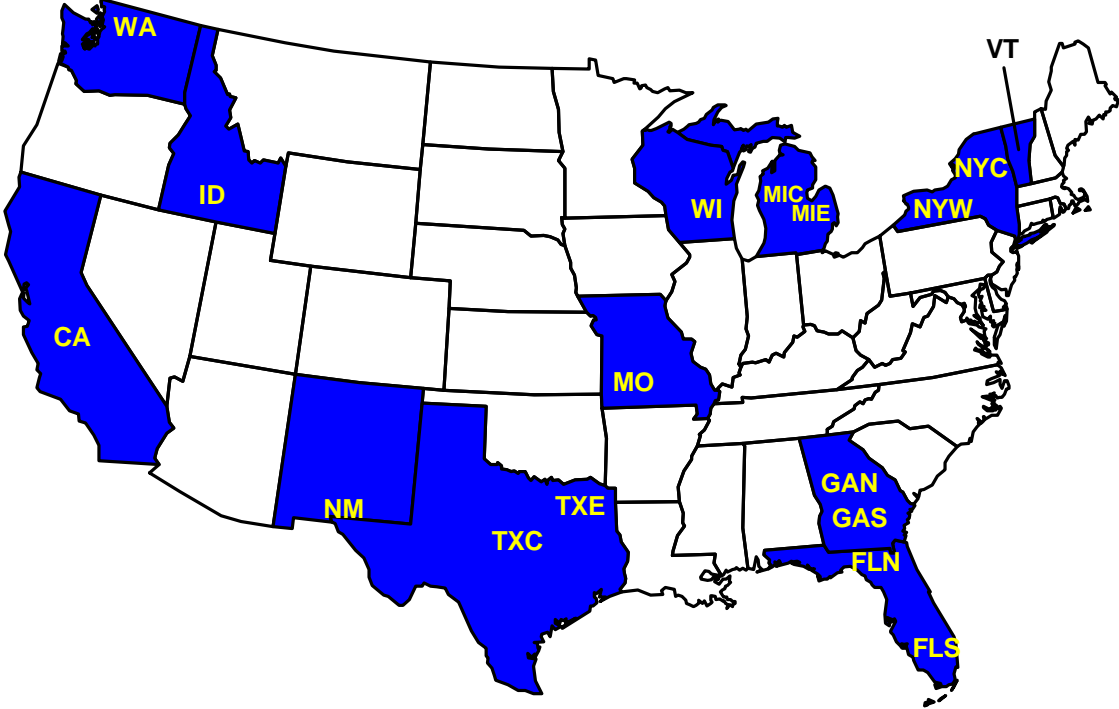 WA
VT
NYC
ID
WI
MIC
MIE
NYW
CA
MO
GAN
NM
TXE
GAS
TXC
FLN
FLS